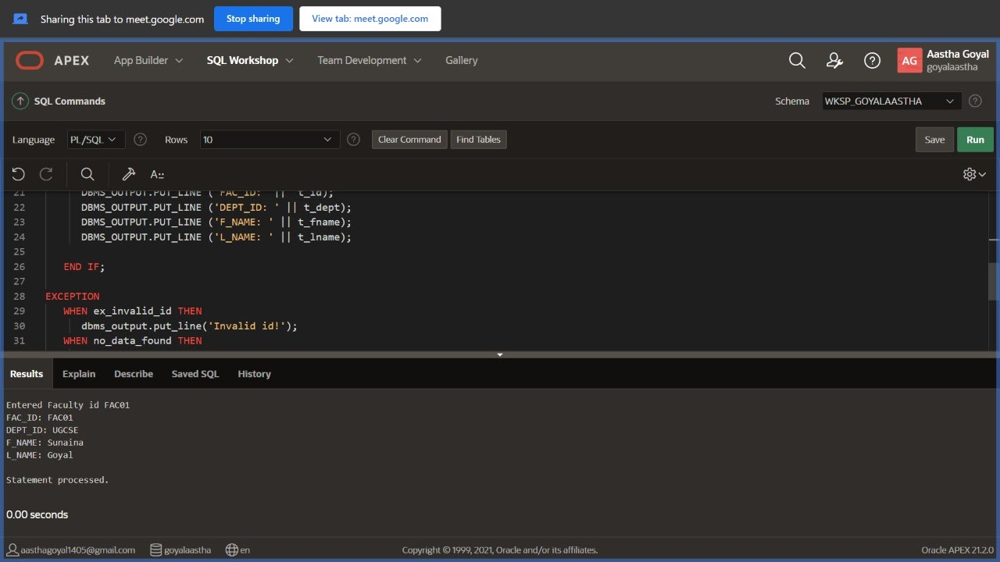 Sharing this tab to meet.google.com Stop sharing View tab: meet.google.com
APEX App Builder SQL Workshop Team Development Gallery AG Aastha Goyal
goyalaastha
SQL Commands Schema WKSP_GOYALAASTHA
Language PL/SQL Rows 10 Clear Command Find Tables Save Run
21 DBMS_OUTPUT.PUT_LINE ('FAC_ID: ' || t_id);
22 DBMS_OUTPUT.PUT_LINE ('DEPT_ID: ' || t_dept);
23 DBMS_OUTPUT.PUT_LINE ('F_NAME: ' || t_fname);
24 DBMS_OUTPUT.PUT_LINE ('L_NAME: ' || t_lname);
25
26 END IF;
27
28 EXCEPTION
29 WHEN ex_invalid_id THEN
30 dbms_output.put_line('Invalid id!');
31 WHEN no_data_found THEN
Results Explain Describe Saved SQL History
Entered Faculty id FAC01
FAC_ID: FAC01
DEPT_ID: UGCSE
F_NAME: Sunaina
L_NAME: Goyal
Statement processed.
0.00 seconds
aasthagoyal1405@gmail.com goyalaastha en Copyright © 1999, 2021, Oracle and/or its affiliates. Oracle APEX 21.2.0